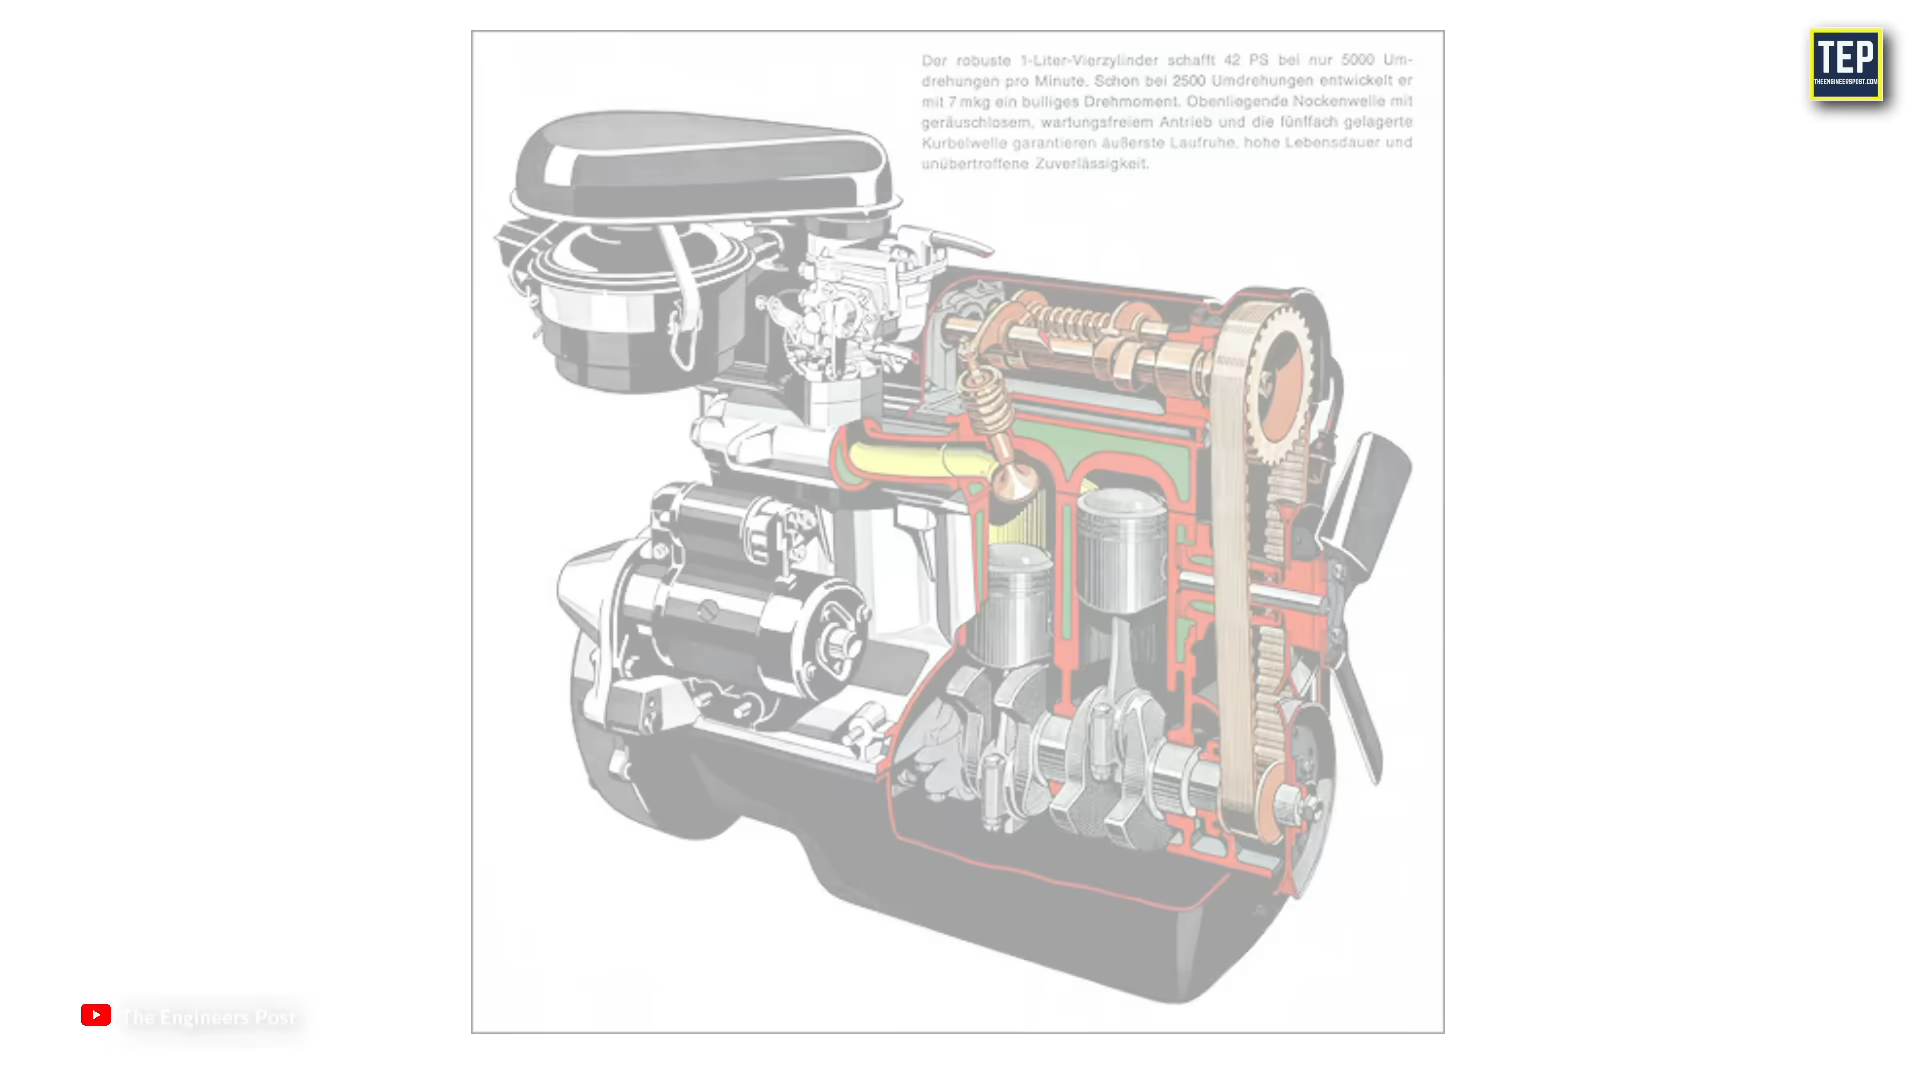 Der robuste 1-Liter-Vierzylinder schafft 42 PS bei nur 5000 Um-
drehungen pro Minute. Schon bei 2500 Umdrehungen entwickelt er
mit 7 mkg ein bulliges Drehmoment. Obenliegende Nockenwelle mit
geräuschlosem, wartungsfreiem Antrieb und die fünffach gelagerte
Kurbelwelle garantieren äußerste Laufruhe, hohe Lebensdauer und
unübertroffene Zuverlässigkeit.
TEP
THEENGINEERSPOST.COM
The Engineers Post